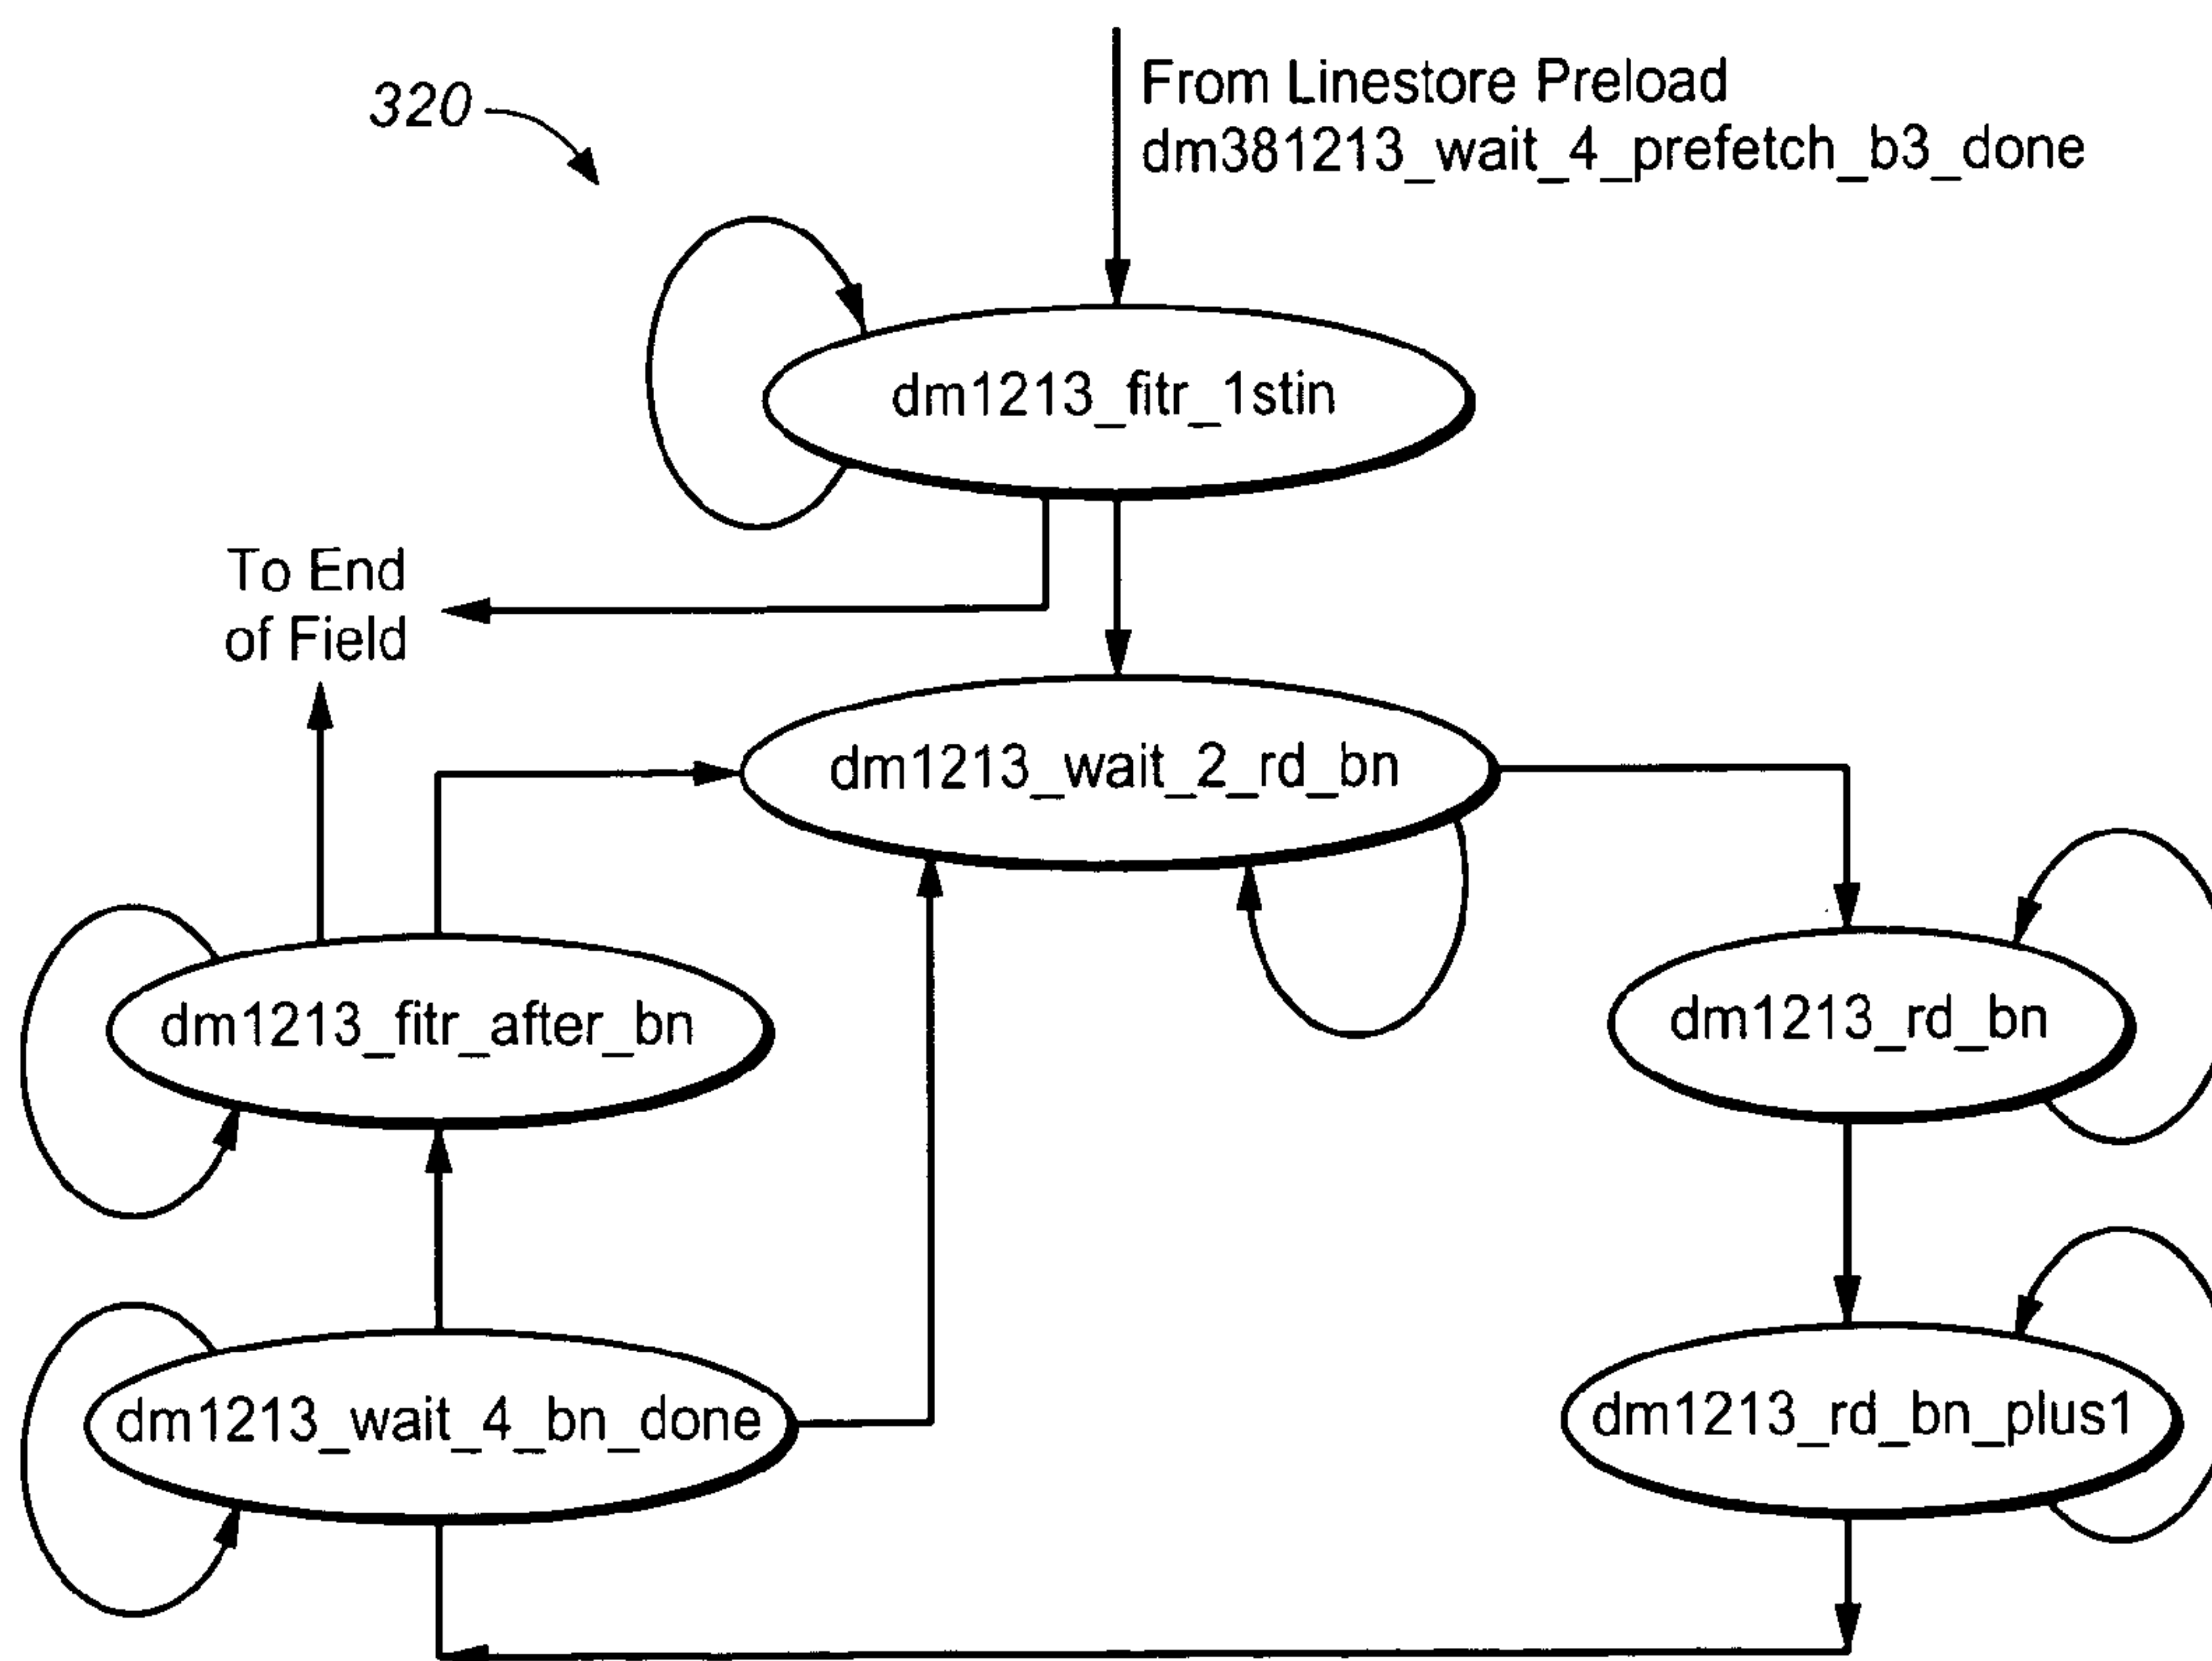 320
From Linestore Preload
dm381213_wait_4_prefetch_b3_done
dm1213_fitr_1stin
To End
of Field
dm1213_wait_2_rd_bn
dm1213_fitr_after_bn
dm1213_rd_bn
dm1213_wait_4_bn_done
dm1213_rd_bn_plus1